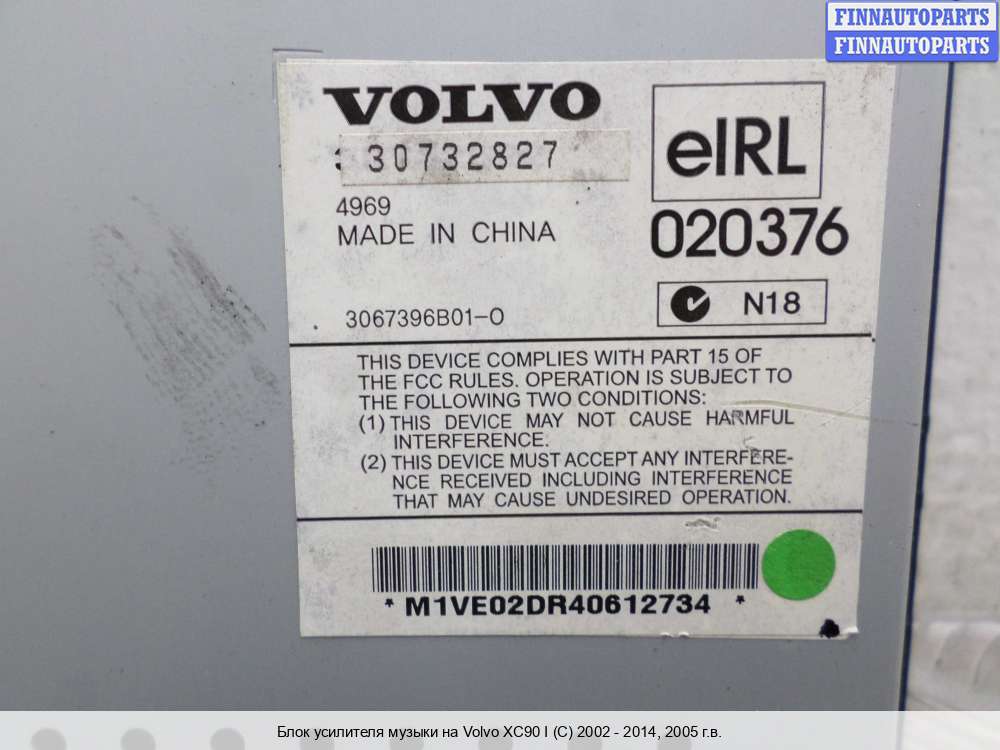 FINNAUTOPARTS
FINNAUTOPARTS
VOLVO
30732827
eIRL
4969
020376
MADE IN CHINA
N18
3067396B01-0
THIS DEVICE COMPLIES WITH PART 15 OF
THE FCC RULES. OPERATION IS SUBJECT TO
THE FOLLOWING TWO CONDITIONS:
(1) THIS DEVICE MAY NOT CAUSE HARMFUL
INTERFERENCE.
(2) THIS DEVICE MUST ACCEPT ANY INTERFERE-
NCE RECEIVED INCLUDING INTERFERENCE
THAT MAY CAUSE UNDESIRED OPERATION.
* M1VE02DR40612734 *
Блок усилителя музыки на Volvo XC90 I (C) 2002 - 2014, 2005 г.в.